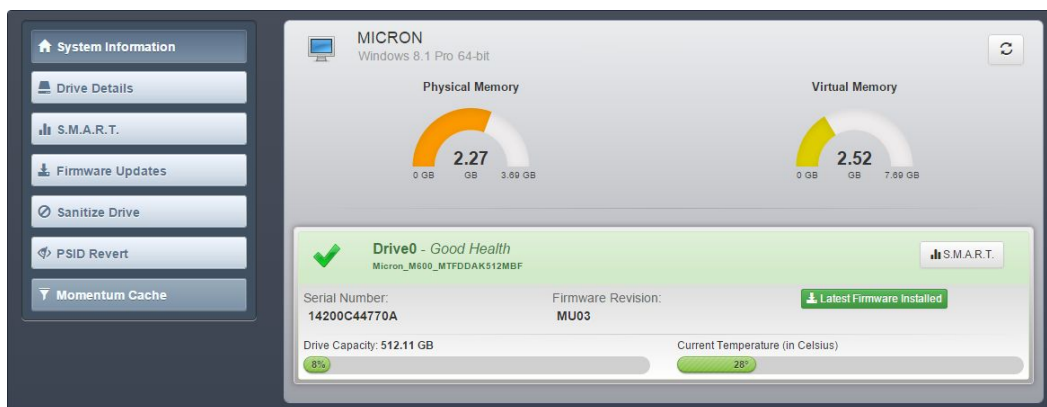 System Information
Drive Details
S.M.A.R.T.
Firmware Updates
Sanitize Drive
PSID Revert
Momentum Cache
MICRON
Windows 8.1 Pro 64-bit
Physical Memory
2.27
0 GB GB 3.69 GB
Virtual Memory
2.52
0 GB GB 7.69 GB
Drive0 - Good Health
Micron_M600_MTFDDAK512MBF
S.M.A.R.T.
Serial Number:
14200C44770A
Firmware Revision:
MU03
Latest Firmware Installed
Drive Capacity: 512.11 GB
8%
Current Temperature (in Celsius)
28°